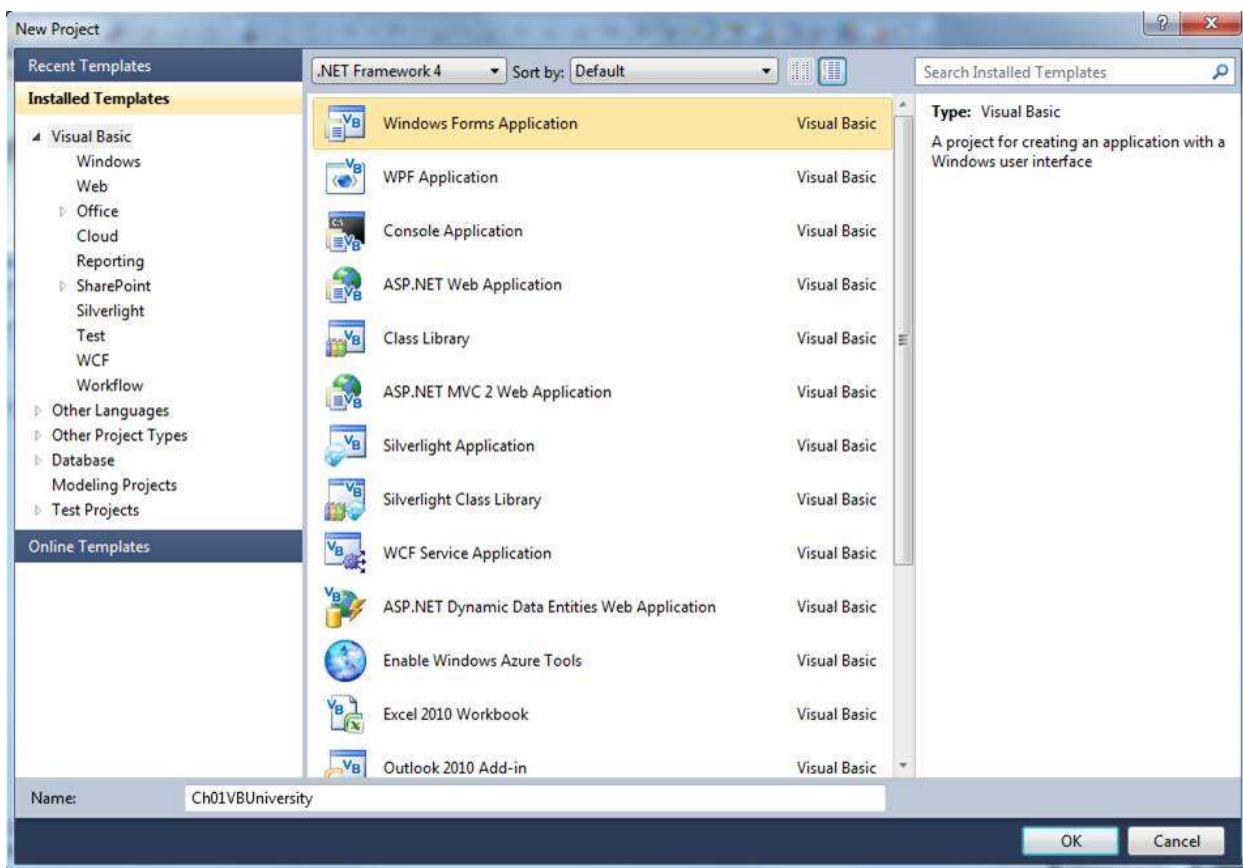 New Project
Recent Templates
Installed Templates
Visual Basic
Windows
Web
Office
Cloud
Reporting
SharePoint
Silverlight
Test
WCF
Workflow
Other Languages
Other Project Types
Database
Modeling Projects
Test Projects
Online Templates
.NET Framework 4 Sort by: Default
Windows Forms Application Visual Basic
WPF Application Visual Basic
Console Application Visual Basic
ASP.NET Web Application Visual Basic
Class Library Visual Basic
ASP.NET MVC 2 Web Application Visual Basic
Silverlight Application Visual Basic
Silverlight Class Library Visual Basic
WCF Service Application Visual Basic
ASP.NET Dynamic Data Entities Web Application Visual Basic
Enable Windows Azure Tools Visual Basic
Excel 2010 Workbook Visual Basic
Outlook 2010 Add-in Visual Basic
Search Installed Templates
Type: Visual Basic
A project for creating an application with a
Windows user interface
Name: Ch01VBUniversity
OK Cancel